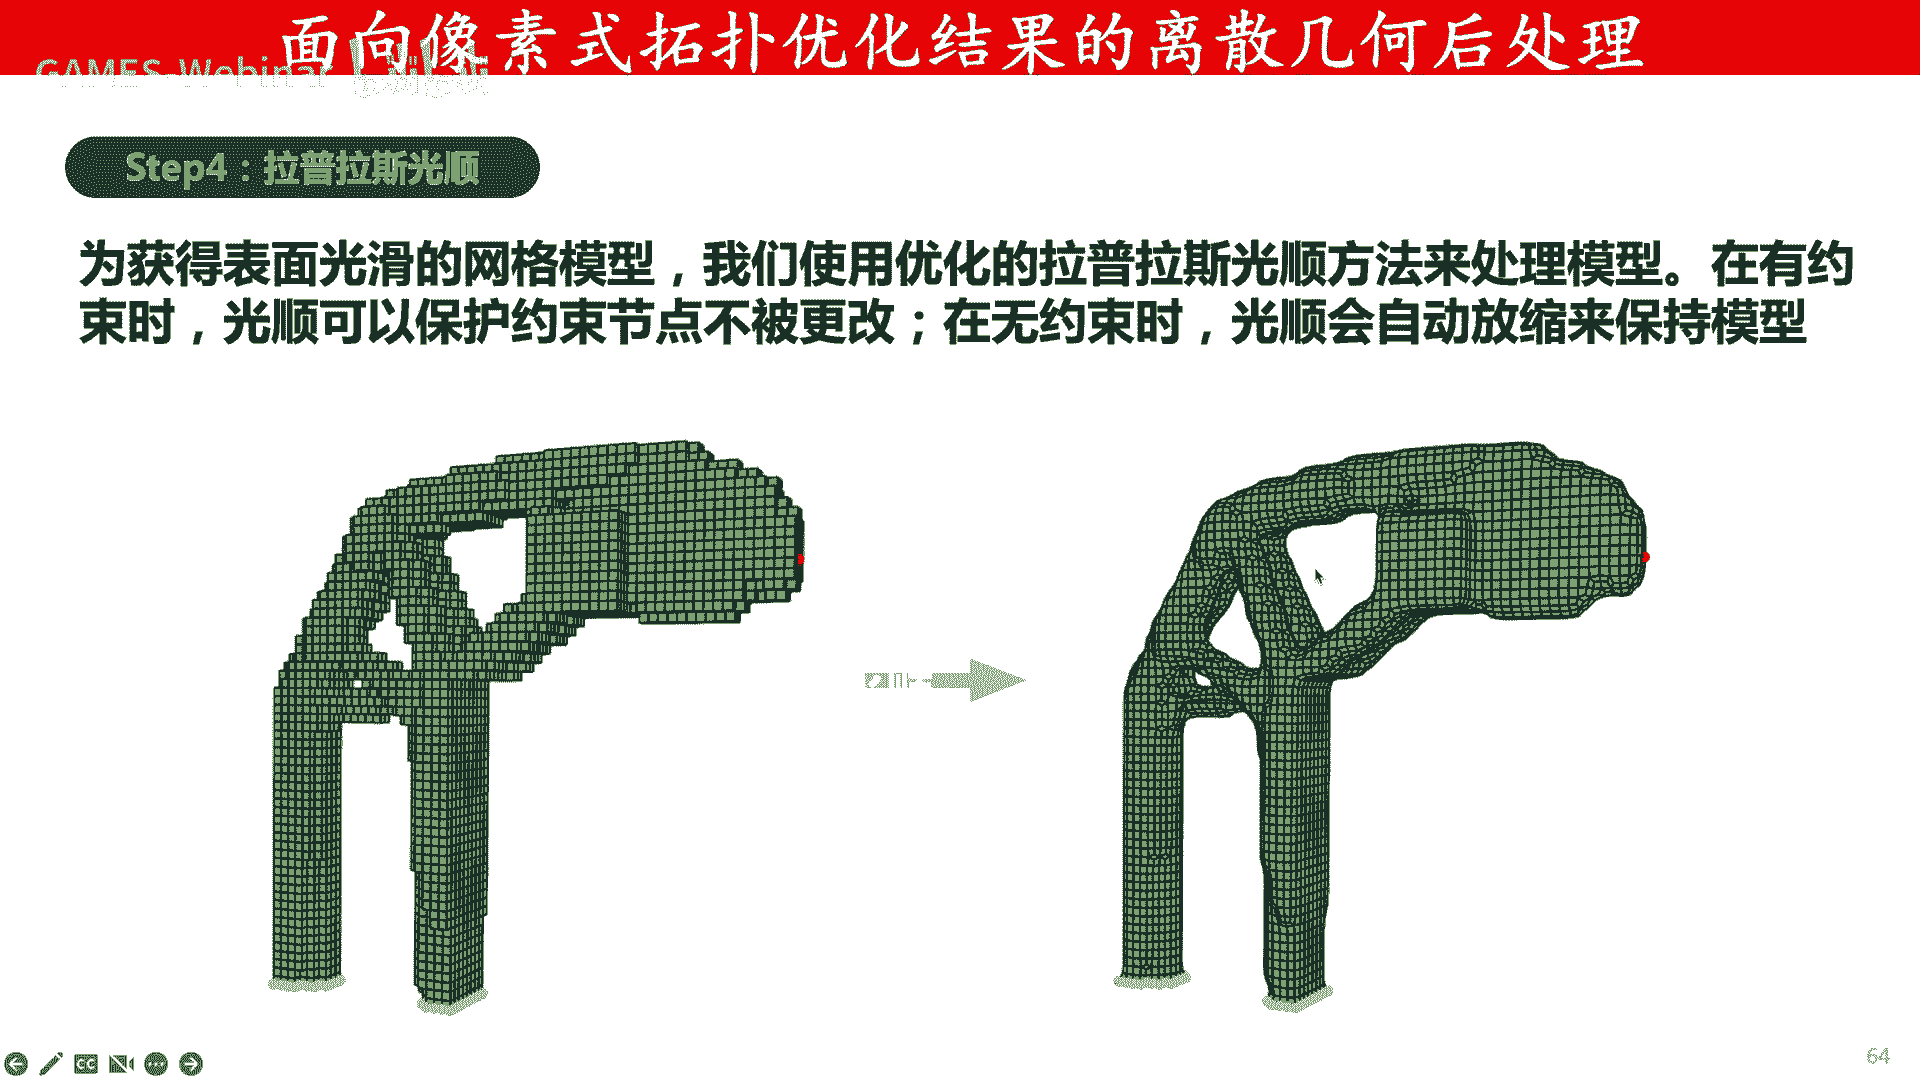 面向像素式拓扑优化结果的离散几何后处理
GAMES-Webinar
Step4：拉普拉斯光顺
为获得表面光滑的网格模型，我们使用优化的拉普拉斯光顺方法来处理模型。在有约
束时，光顺可以保护约束节点不被更改；在无约束时，光顺会自动放缩来保持模型
CC
64